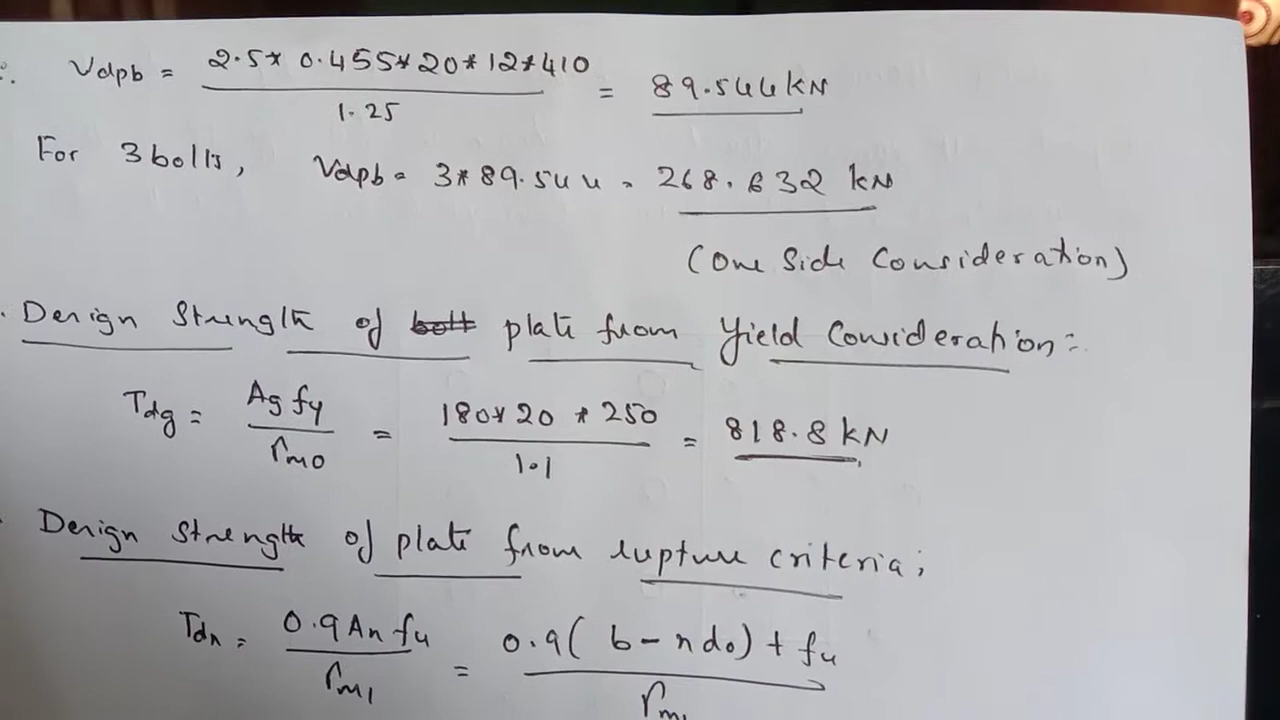 ∴ Vdpb = 2.5* 0.455*20*12*410 / 1.25 = 89.544 kN
For 3 bolts, Vdpb = 3*89.544 = 268.632 kN
(One Side Consideration)
Design Strength of bolt plate from Yield Consideration:
Tdg = Ag fy / γm0 = 180*20*250 / 1.1 = 818.8 kN
Design Strength of plate from rupture criteria;
Tdn = 0.9 An fu / γm1 = 0.9( b - n do) t fu / γm1